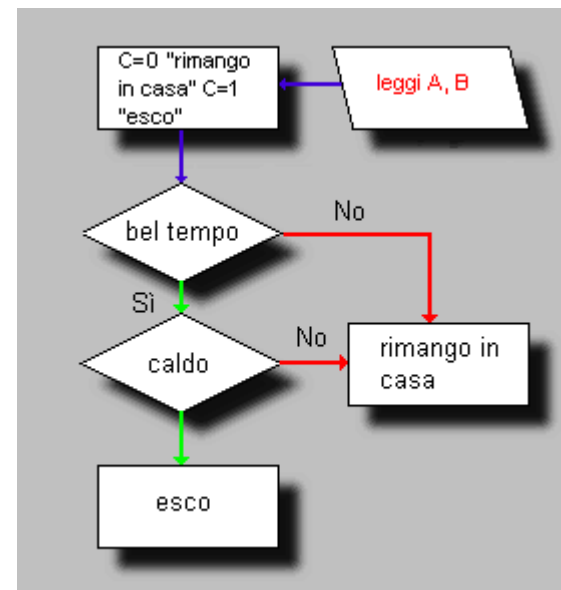 C=0 "rimango
in casa" C=1
"esco"
leggi A, B
bel tempo
No
Sì
caldo
No
rimango in
casa
esco